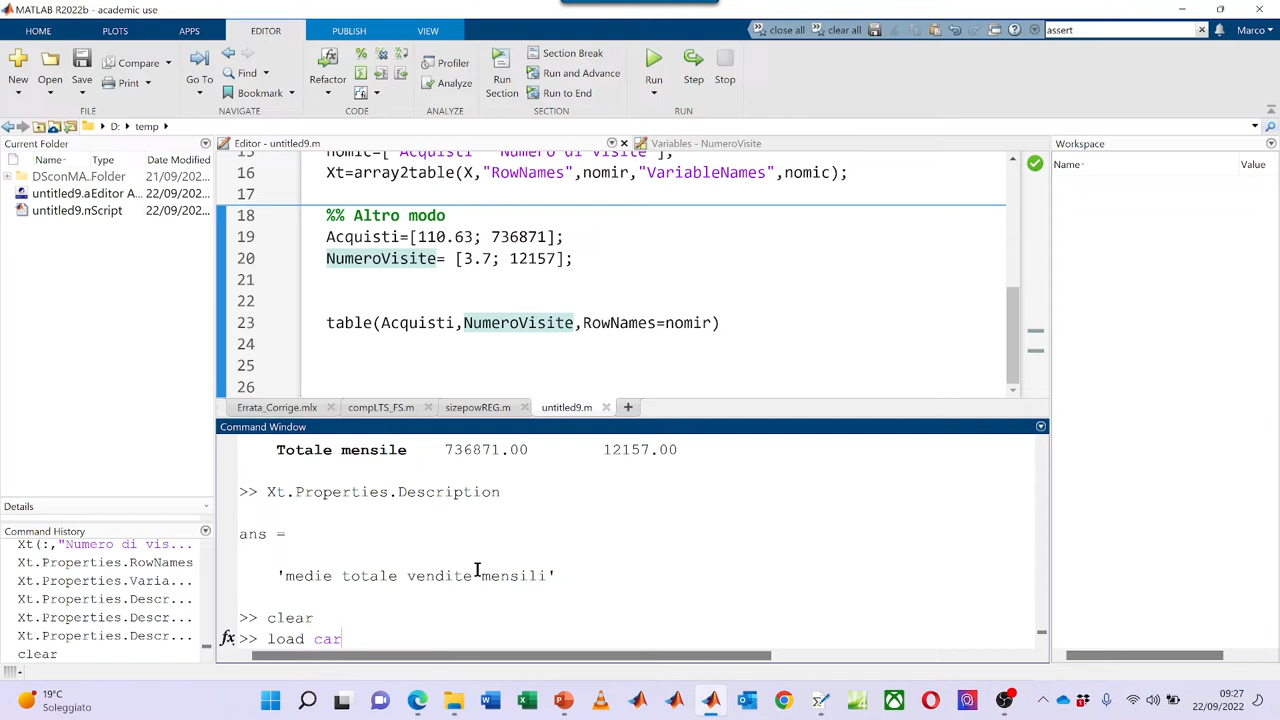 MATLAB R2022b - academic use
HOME PLOTS APPS EDITOR PUBLISH VIEW close all clear all assert Marco
New Open Save Compare Print
Go To Find Bookmark
Refactor
Profiler Analyze
Run Section Section Break Run and Advance Run to End
Run Step Stop
FILE NAVIGATE CODE ANALYZE SECTION RUN
D: temp
Current Folder
Name Type Date Modified
DSconMA... Folder 21/09/202...
untitled9.a... Editor A... 22/09/202...
untitled9.m Script 22/09/202...
Details
Command History
Xt(:,"Numero di vis...
Xt.Properties.RowNames
Xt.Properties.Varia...
Xt.Properties.Descr...
Xt.Properties.Descr...
Xt.Properties.Descr...
clear
Editor - untitled9.m Variables - NumeroVisite
15 nomic=["Acquisti" "Numero di visite"];
16 Xt=array2table(X,"RowNames",nomir,"VariableNames",nomic);
17
18 %% Altro modo
19 Acquisti=[110.63; 736871];
20 NumeroVisite= [3.7; 12157];
21
22
23 table(Acquisti,NumeroVisite,RowNames=nomir)
24
25
26
Errata_Corrige.mlx compLTS_FS.m sizepowREG.m untitled9.m
Command Window
Totale mensile 736871.00 12157.00
>> Xt.Properties.Description
ans =
'medie totale vendite mensili'
>> clear
fx >> load car
Workspace
Name Value
19°C
Soleggiato
09:27
22/09/2022